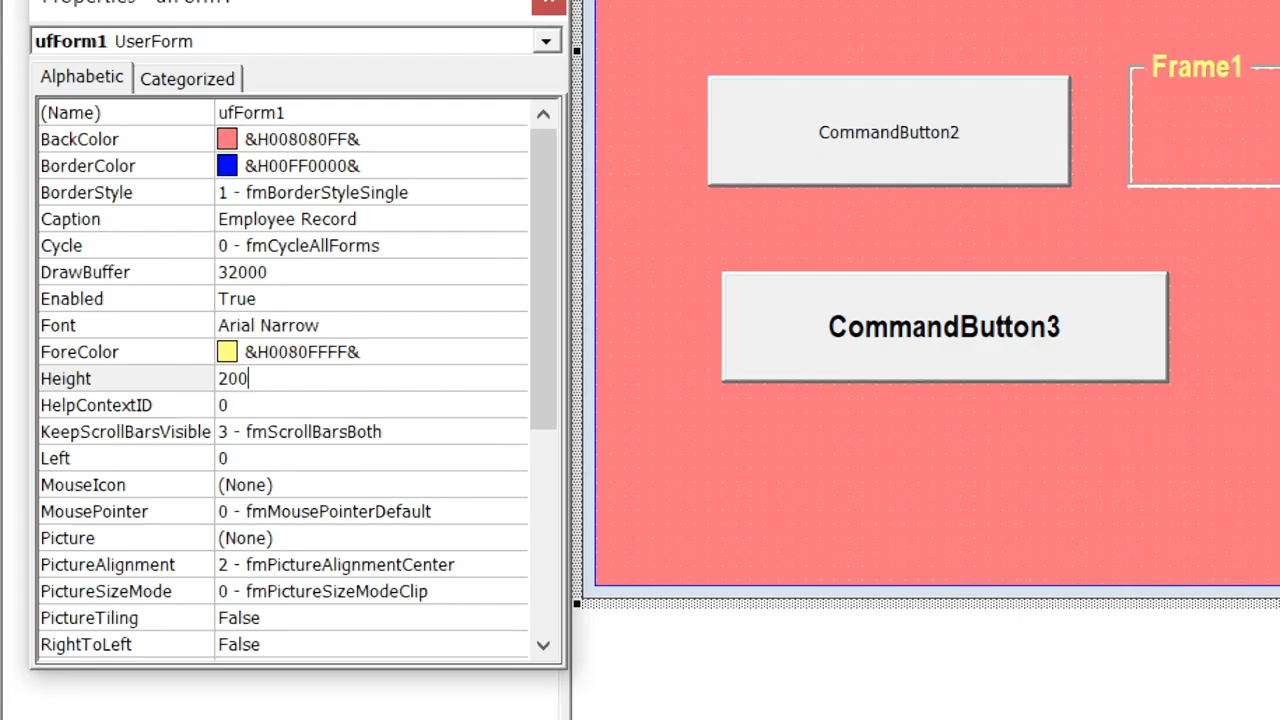 ufForm1 UserForm
Alphabetic Categorized
(Name) ufForm1
BackColor &H008080FF&
BorderColor &H00FF0000&
BorderStyle 1 - fmBorderStyleSingle
Caption Employee Record
Cycle 0 - fmCycleAllForms
DrawBuffer 32000
Enabled True
Font Arial Narrow
ForeColor &H0080FFFF&
Height 200
HelpContextID 0
KeepScrollBarsVisible 3 - fmScrollBarsBoth
Left 0
MouseIcon (None)
MousePointer 0 - fmMousePointerDefault
Picture (None)
PictureAlignment 2 - fmPictureAlignmentCenter
PictureSizeMode 0 - fmPictureSizeModeClip
PictureTiling False
RightToLeft False
Frame1
CommandButton2
CommandButton3